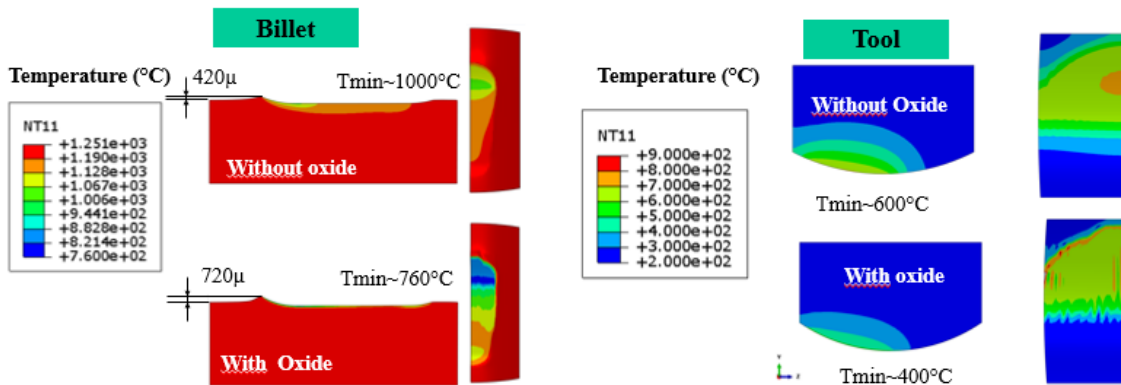 Billet
Temperature (°C)
420µ
Tmin~1000°C
NT11
+1.251e+03
+1.190e+03
+1.128e+03
+1.067e+03
+1.006e+03
+9.441e+02
+8.828e+02
+8.214e+02
+7.600e+02
Without oxide
720µ
Tmin~760°C
With Oxide
Tool
Temperature (°C)
NT11
+9.000e+02
+8.000e+02
+7.000e+02
+6.000e+02
+5.000e+02
+4.000e+02
+3.000e+02
+2.000e+02
Without Oxide
Tmin~600°C
With oxide
Tmin~400°C
Y
Z